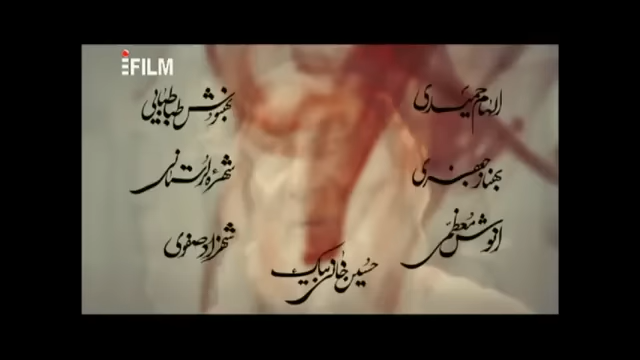 iFILM
الهام حمیدی
بهنوش طباطبایی
بهناز جعفری
شهره لرستانی
انوش معظمی
شهرزاد صفوی
حسین خانی بیک